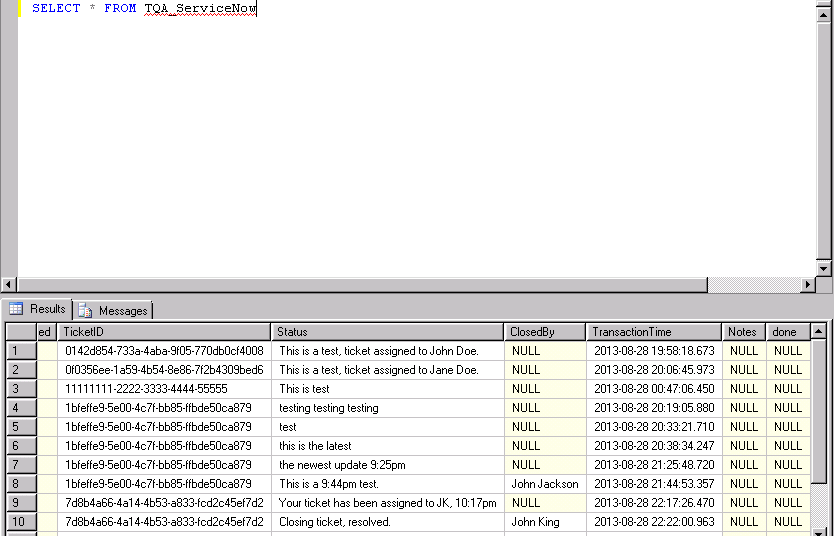 SELECT * FROM TQA_ServiceNow
Results Messages
ed TicketID Status ClosedBy TransactionTime Notes done
1 0142d854-733a-4aba-9f05-770db0cf4008 This is a test, ticket assigned to John Doe. NULL 2013-08-28 19:58:18.673 NULL NULL
2 0f0356ee-1a59-4b54-8e86-7f2b4309bed6 This is a test, ticket assigned to Jane Doe. NULL 2013-08-28 20:06:45.973 NULL NULL
3 11111111-2222-3333-4444-55555 This is test NULL 2013-08-28 00:47:06.450 NULL NULL
4 1bfeffe9-5e00-4c7f-bb85-ffbde50ca879 testing testing testing NULL 2013-08-28 20:19:05.880 NULL NULL
5 1bfeffe9-5e00-4c7f-bb85-ffbde50ca879 test NULL 2013-08-28 20:33:21.710 NULL NULL
6 1bfeffe9-5e00-4c7f-bb85-ffbde50ca879 this is the latest NULL 2013-08-28 20:38:34.247 NULL NULL
7 1bfeffe9-5e00-4c7f-bb85-ffbde50ca879 the newest update 9:25pm NULL 2013-08-28 21:25:48.720 NULL NULL
8 1bfeffe9-5e00-4c7f-bb85-ffbde50ca879 This is a 9:44pm test. John Jackson 2013-08-28 21:44:53.357 NULL NULL
9 7d8b4a66-4a14-4b53-a833-fcd2c45ef7d2 Your ticket has been assigned to JK, 10:17pm NULL 2013-08-28 22:17:26.470 NULL NULL
10 7d8b4a66-4a14-4b53-a833-fcd2c45ef7d2 Closing ticket, resolved. John King 2013-08-28 22:22:00.963 NULL NULL